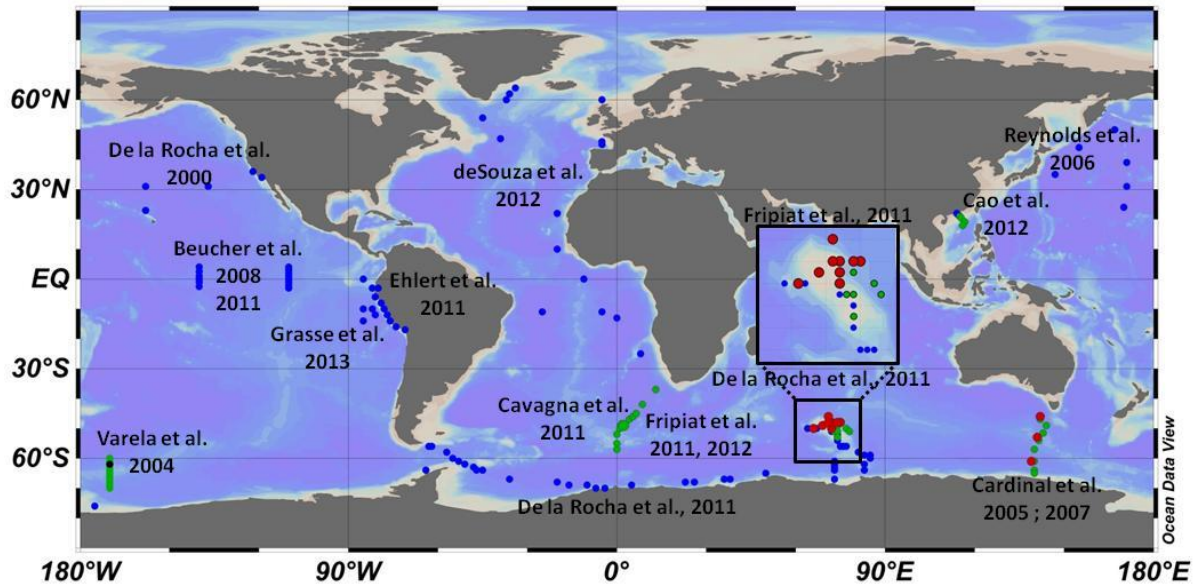 60°N
30°N
EQ
30°S
60°S
De la Rocha et al.
2000
deSouza et al.
2012
Reynolds et al.
2006
Fripiat et al., 2011
Cao et al.
2012
Beucher et al.
2008
2011
Ehlert et al.
2011
Grasse et al.
2013
De la Rocha et al., 2011
Cavagna et al.
2011
Fripiat et al.
2011, 2012
Varela et al.
2004
De la Rocha et al., 2011
Cardinal et al.
2005 ; 2007
Ocean Data View
180°W
90°W
0°
90°E
180°E